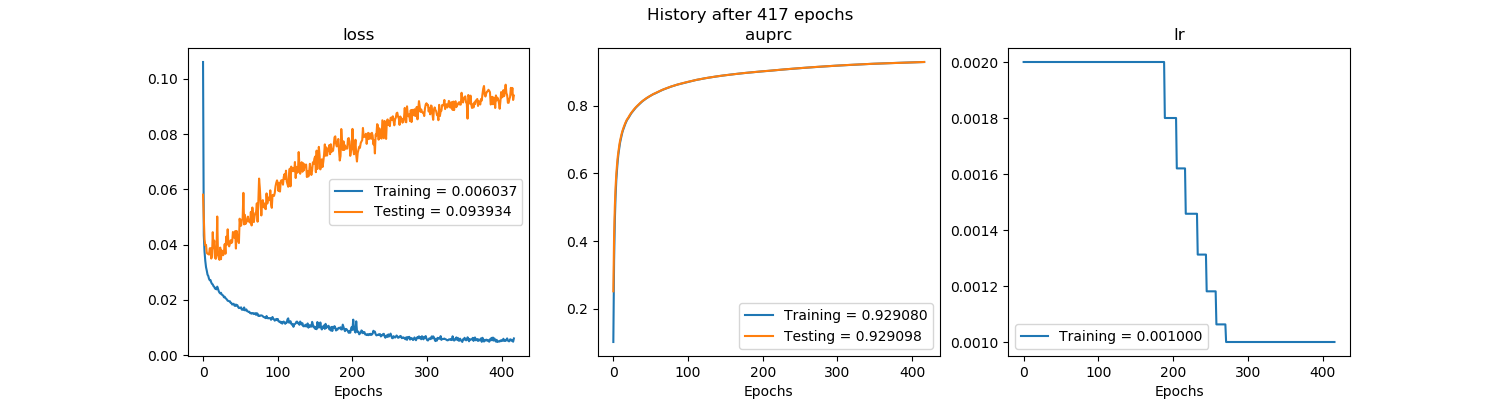 History after 417 epochs
loss
0.10
0.08
0.06
0.04
0.02
0.00
0 100 200 300 400
Epochs
Training = 0.006037
Testing = 0.093934
auprc
0.8
0.6
0.4
0.2
0 100 200 300 400
Epochs
Training = 0.929080
Testing = 0.929098
lr
0.0020
0.0018
0.0016
0.0014
0.0012
0.0010
0 100 200 300 400
Epochs
Training = 0.001000